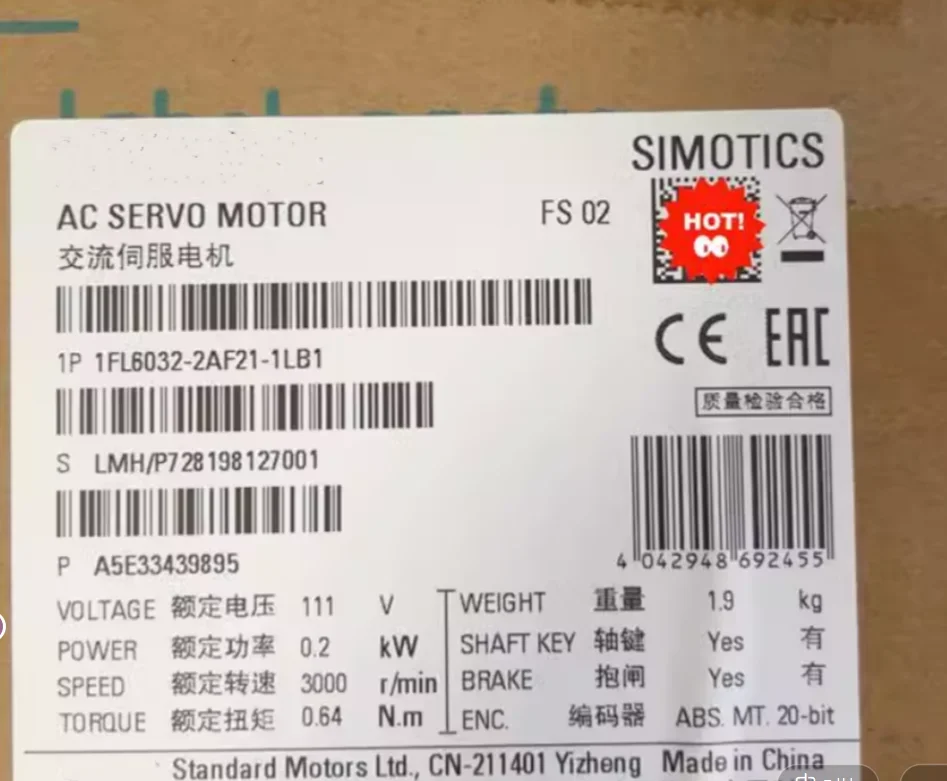 SIMOTICS
AC SERVO MOTOR FS 02
交流伺服电机
HOT!
CE EAC
1P 1FL6032-2AF21-1LB1
质量检验合格
S LMH/P728198127001
P A5E33439895
4 042948 692455
VOLTAGE 额定电压 111 V WEIGHT 重量 1.9 kg
POWER 额定功率 0.2 kW SHAFT KEY 轴键 Yes 有
SPEED 额定转速 3000 r/min BRAKE 抱闸 Yes 有
TORQUE 额定扭矩 0.64 N.m ENC. 编码器 ABS. MT. 20-bit
Standard Motors Ltd., CN-211401 Yizheng Made in China